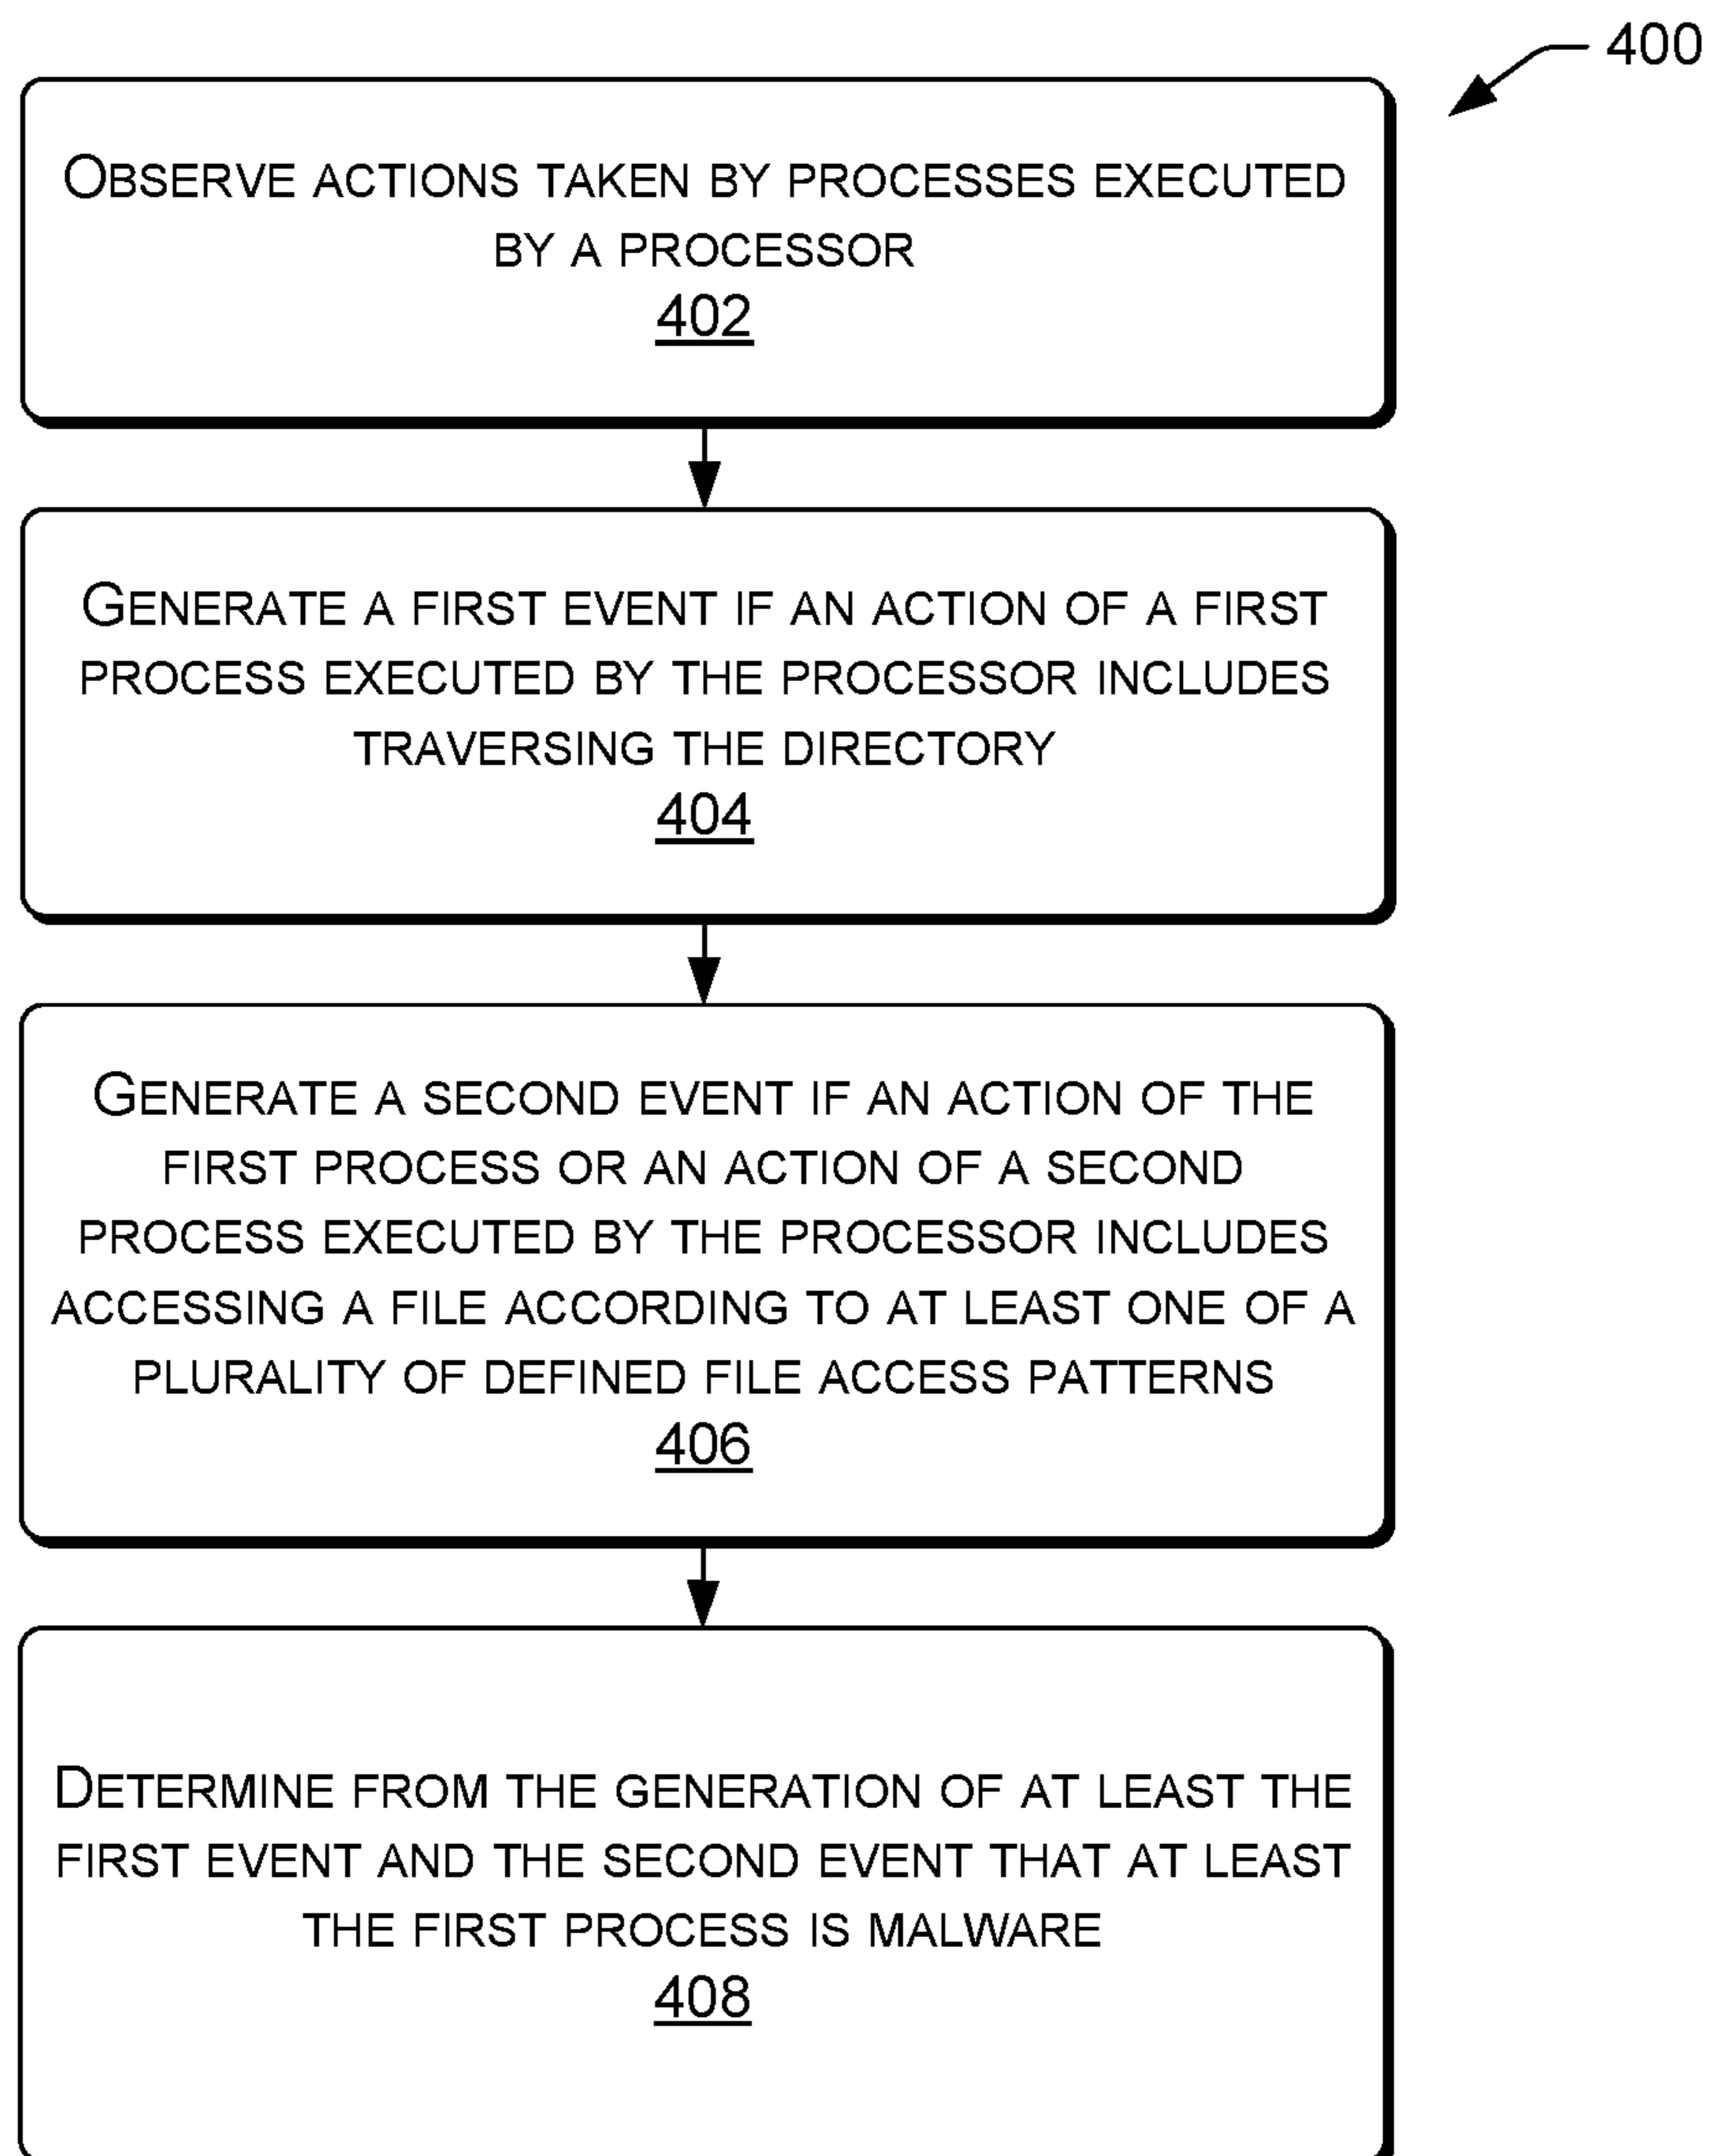 400
OBSERVE ACTIONS TAKEN BY PROCESSES EXECUTED
BY A PROCESSOR
402
GENERATE A FIRST EVENT IF AN ACTION OF A FIRST
PROCESS EXECUTED BY THE PROCESSOR INCLUDES
TRAVERSING THE DIRECTORY
404
GENERATE A SECOND EVENT IF AN ACTION OF THE
FIRST PROCESS OR AN ACTION OF A SECOND
PROCESS EXECUTED BY THE PROCESSOR INCLUDES
ACCESSING A FILE ACCORDING TO AT LEAST ONE OF A
PLURALITY OF DEFINED FILE ACCESS PATTERNS
406
DETERMINE FROM THE GENERATION OF AT LEAST THE
FIRST EVENT AND THE SECOND EVENT THAT AT LEAST
THE FIRST PROCESS IS MALWARE
408